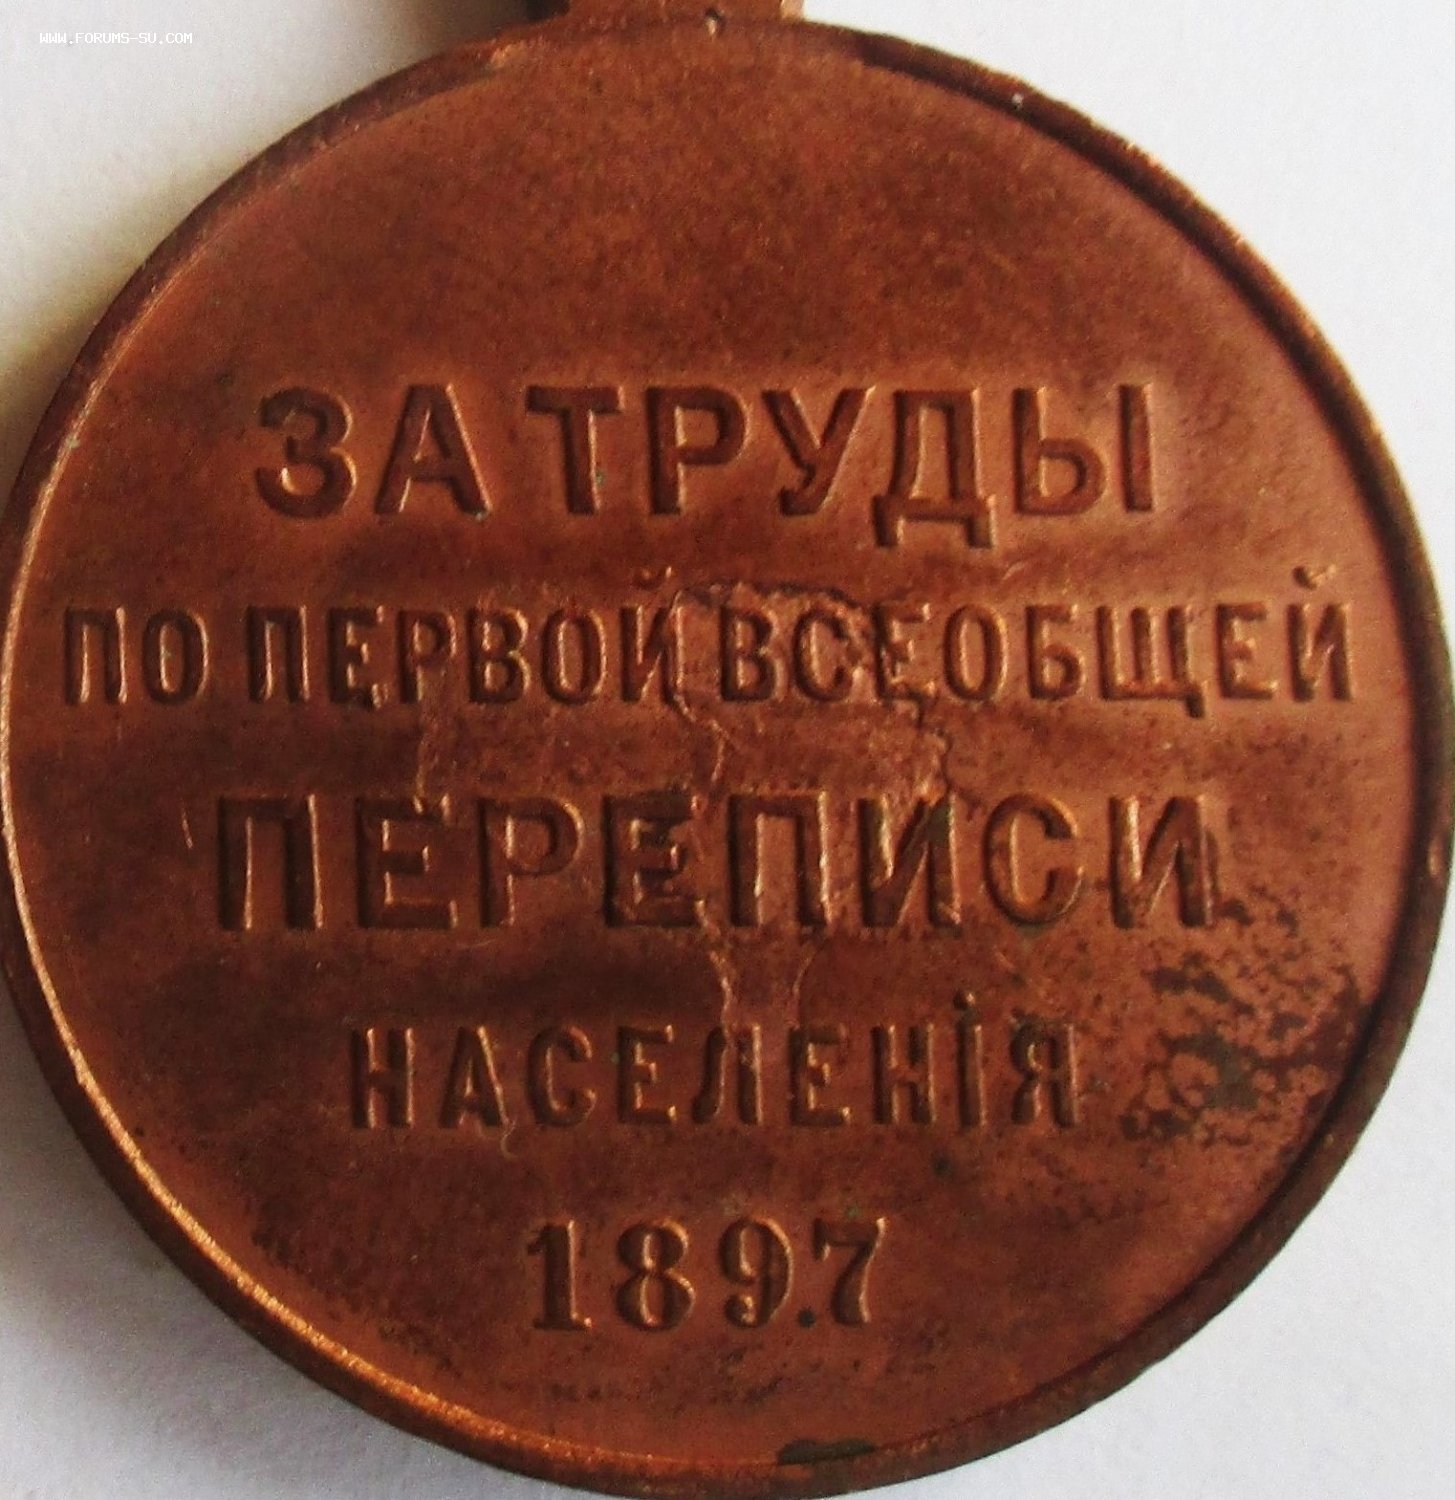 WWW.FORUMS-SU.COM
ЗА ТРУДЫ
ПО ПЕРВОЙ ВСЕОБЩЕЙ
ПЕРЕПИСИ
НАСЕЛЕНІЯ
1897